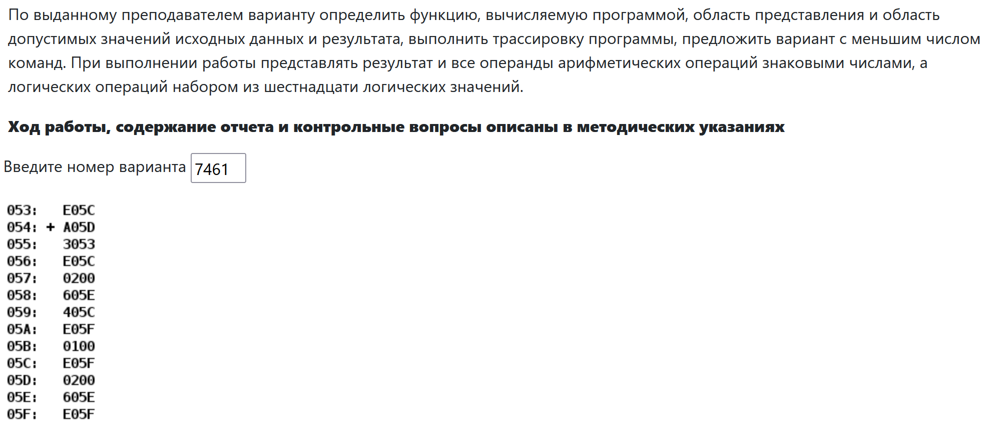 По выданному преподавателем варианту определить функцию, вычисляемую программой, область представления и область
допустимых значений исходных данных и результата, выполнить трассировку программы, предложить вариант с меньшим числом
команд. При выполнении работы представлять результат и все операнды арифметических операций знаковыми числами, а
логических операций набором из шестнадцати логических значений.
Ход работы, содержание отчета и контрольные вопросы описаны в методических указаниях
Введите номер варианта 7461
053: E05C
054: + A05D
055: 3053
056: E05C
057: 0200
058: 605E
059: 405C
05A: E05F
05B: 0100
05C: E05F
05D: 0200
05E: 605E
05F: E05F